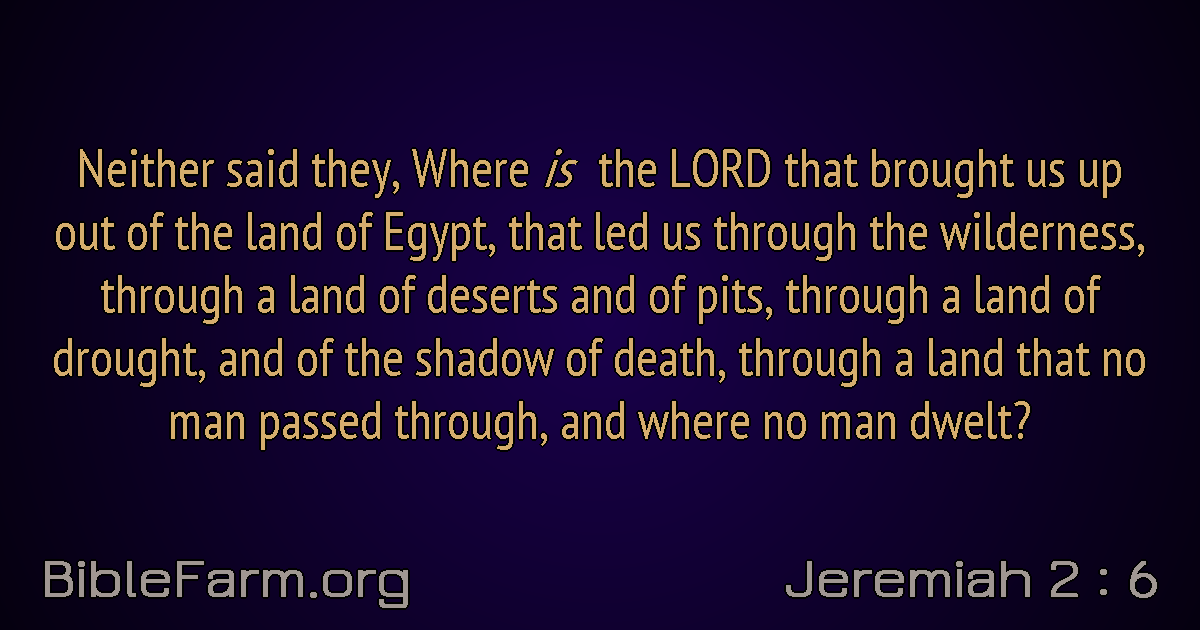 Neither said they, Where is the LORD that brought us up
out of the land of Egypt, that led us through the wilderness,
through a land of deserts and of pits, through a land of
drought, and of the shadow of death, through a land that no
man passed through, and where no man dwelt?
BibleFarm.org
Jeremiah 2 : 6